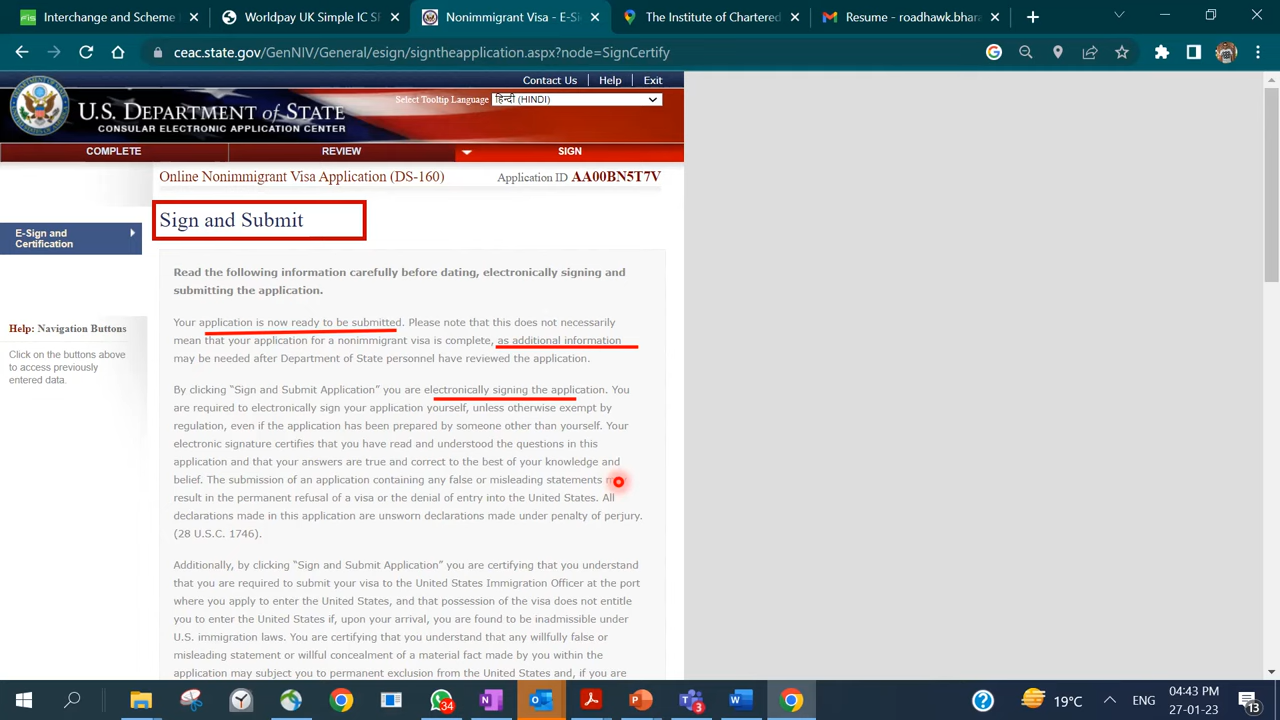 Interchange and Scheme
Worldpay UK Simple IC SF
Nonimmigrant Visa - E-Si
The Institute of Chartered
Resume - roadhawk.bhara
ceac.state.gov/GenNIV/General/esign/signtheapplication.aspx?node=SignCertify
Contact Us | Help | Exit
Select Tooltip Language हिन्दी (HINDI)
U.S. DEPARTMENT of STATE
CONSULAR ELECTRONIC APPLICATION CENTER
COMPLETE
REVIEW
SIGN
Online Nonimmigrant Visa Application (DS-160)
Application ID AA00BN5T7V
Sign and Submit
E-Sign and
Certification
Help: Navigation Buttons
Click on the buttons above
to access previously
entered data.
Read the following information carefully before dating, electronically signing and
submitting the application.
Your application is now ready to be submitted. Please note that this does not necessarily
mean that your application for a nonimmigrant visa is complete, as additional information
may be needed after Department of State personnel have reviewed the application.
By clicking “Sign and Submit Application” you are electronically signing the application. You
are required to electronically sign your application yourself, unless otherwise exempt by
regulation, even if the application has been prepared by someone other than yourself. Your
electronic signature certifies that you have read and understood the questions in this
application and that your answers are true and correct to the best of your knowledge and
belief. The submission of an application containing any false or misleading statements
result in the permanent refusal of a visa or the denial of entry into the United States. All
declarations made in this application are unsworn declarations made under penalty of perjury.
(28 U.S.C. 1746).
Additionally, by clicking “Sign and Submit Application” you are certifying that you understand
that you are required to submit your visa to the United States Immigration Officer at the port
where you apply to enter the United States, and that possession of the visa does not entitle
you to enter the United States if, upon your arrival, you are found to be inadmissible under
U.S. immigration laws. You are certifying that you understand that any willfully false or
misleading statement or willful concealment of a material fact made by you within the
application may subject you to permanent exclusion from the United States and, if you are
34
3
19°C
ENG
04:43 PM
27-01-23
13